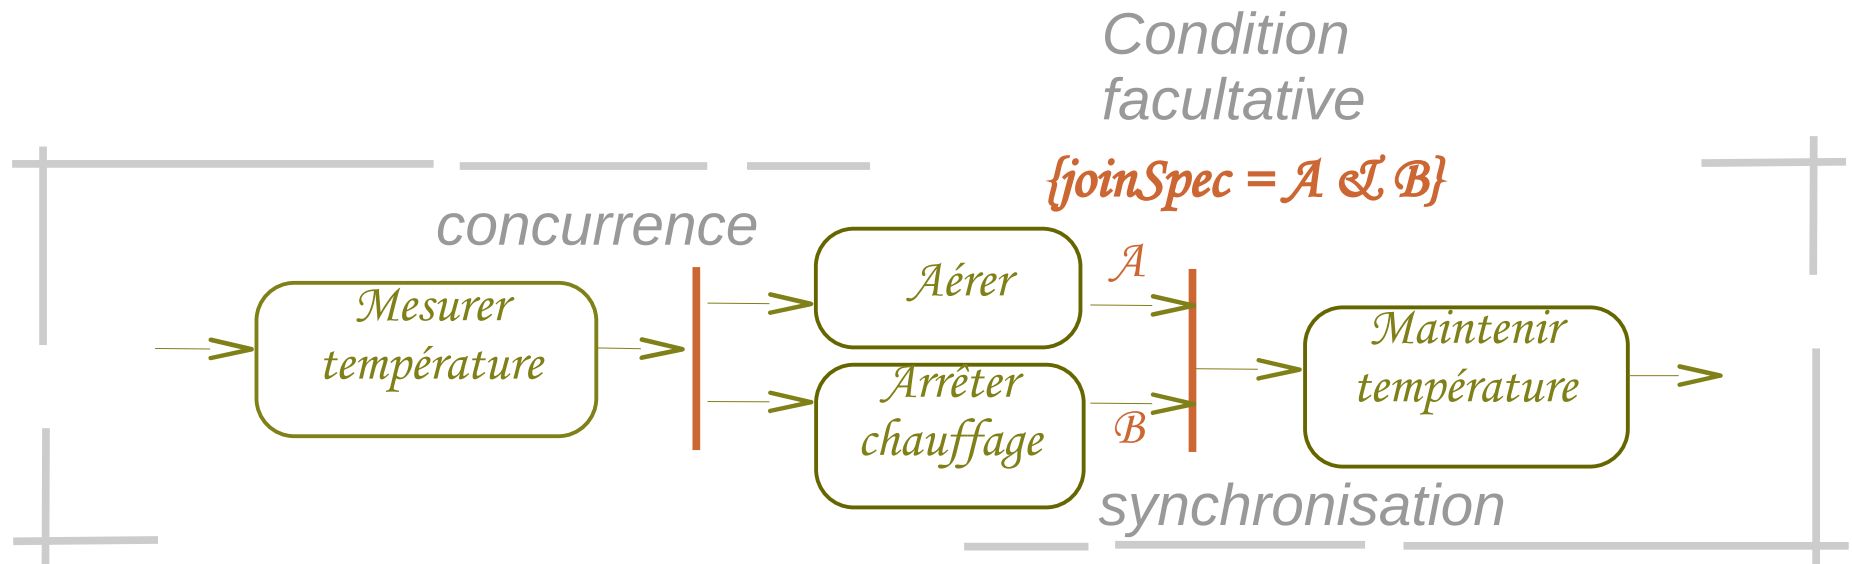 Condition
facultative
{joinSpec = A & B}
concurrence
Mesurer
température
Aérer
A
Arrêter
chauffage
B
Maintenir
température
synchronisation